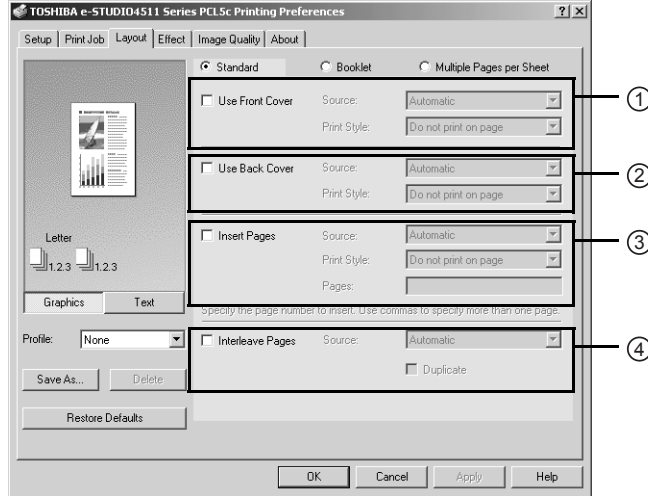 TOSHIBA e-STUDIO4511 Series PCL5c Printing Preferences
Setup Print Job Layout Effect Image Quality About
Standard Booklet Multiple Pages per Sheet
Use Front Cover Source: Automatic
Print Style: Do not print on page
1
Use Back Cover Source: Automatic
Print Style: Do not print on page
2
Insert Pages Source: Automatic
Print Style: Do not print on page
Pages:
3
Specify the page number to insert. Use commas to specify more than one page.
Interleave Pages Source: Automatic
Duplicate
4
Letter
1.2.3 1.2.3
Graphics Text
Profile: None
Save As... Delete
Restore Defaults
OK Cancel Apply Help